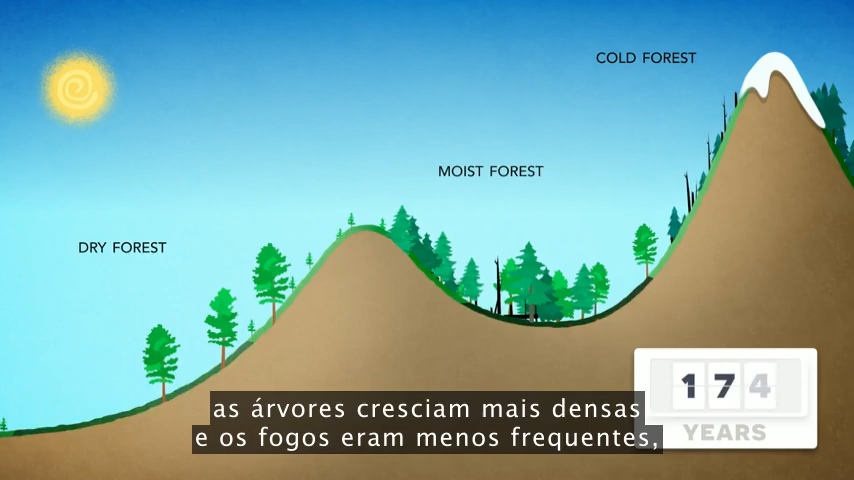 COLD FOREST
MOIST FOREST
DRY FOREST
174
YEARS
as árvores cresciam mais densas
e os fogos eram menos frequentes,